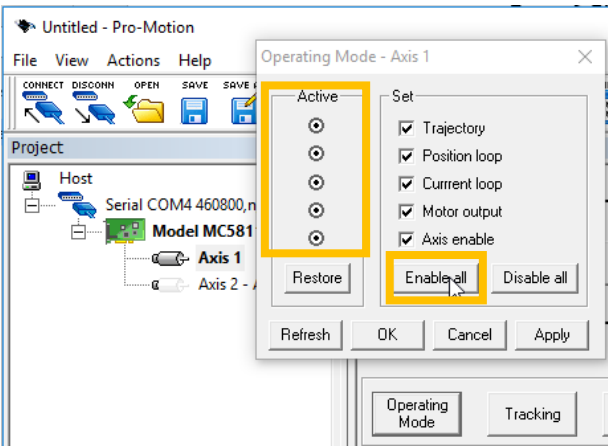 Untitled - Pro-Motion
File View Actions Help
CONNECT DISCONN OPEN SAVE SAVE
Project
Host
Serial COM4 460800,n
Model MC581
Axis 1
Axis 2 -
Operating Mode - Axis 1
Active
Set
Trajectory
Position loop
Currrent loop
Motor output
Axis enable
Restore
Enable all
Disable all
Refresh
OK
Cancel
Apply
Operating
Mode
Tracking